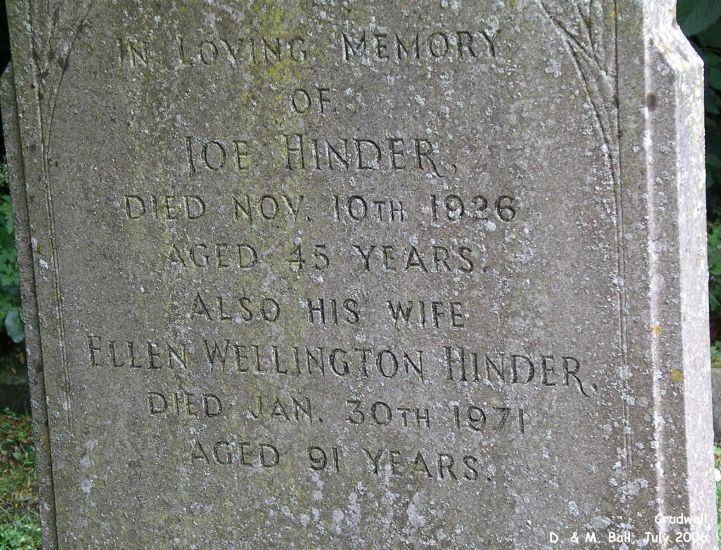 IN LOVING MEMORY
OF
JOE HINDER,
DIED NOV. 10TH 1926
AGED 45 YEARS.
ALSO HIS WIFE
ELLEN WELLINGTON HINDER,
DIED JAN. 30TH 1971
AGED 91 YEARS.
Crudwell
D. & M. Ball, July 2006